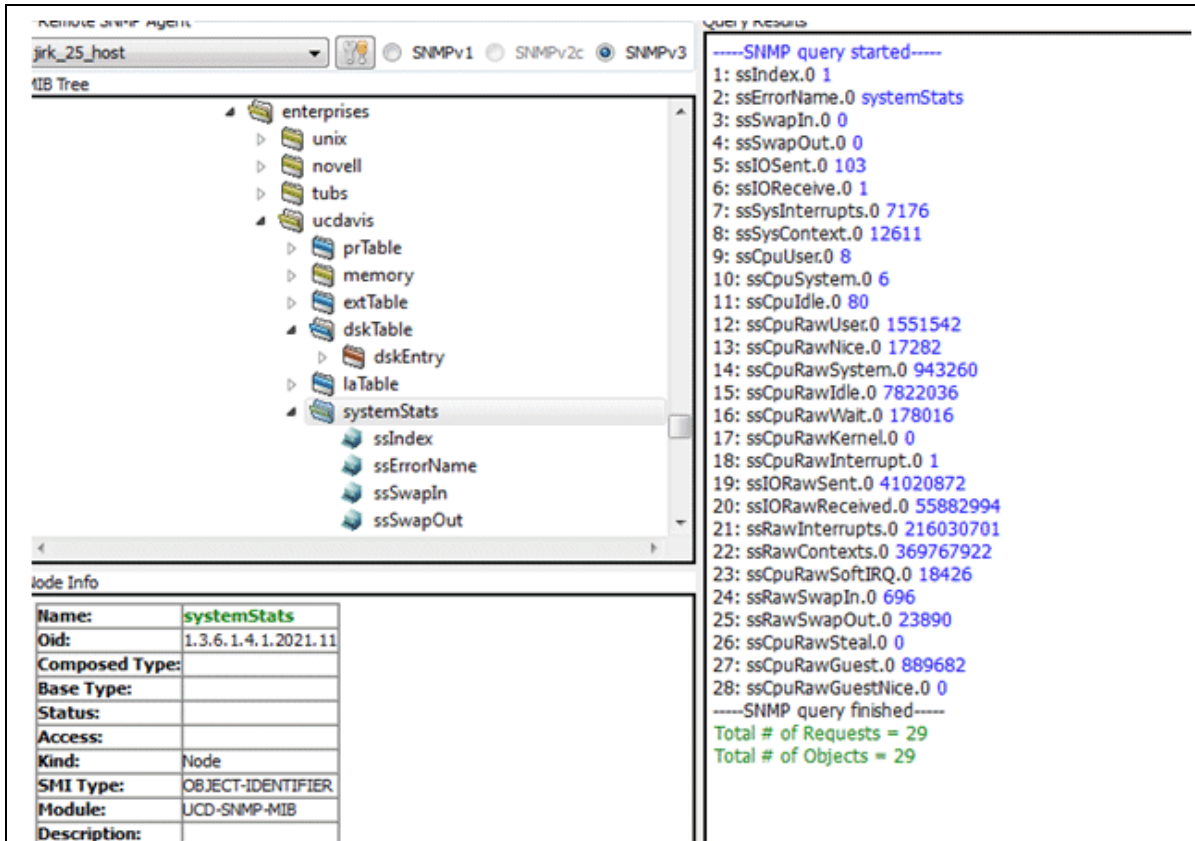 Remote SNMP Agent
jirk_25_host
SNMPv1
SNMPv2c
SNMPv3
MIB Tree
enterprises
unix
novell
tubs
ucdavis
prTable
memory
extTable
dskTable
dskEntry
laTable
systemStats
ssIndex
ssErrorName
ssSwapIn
ssSwapOut
Node Info
Name: systemStats
Oid: 1.3.6.1.4.1.2021.11
Composed Type:
Base Type:
Status:
Access:
Kind: Node
SMI Type: OBJECT-IDENTIFIER
Module: UCD-SNMP-MIB
Description:
Query Results
-----SNMP query started-----
1: ssIndex.0 1
2: ssErrorName.0 systemStats
3: ssSwapIn.0 0
4: ssSwapOut.0 0
5: ssIOSent.0 103
6: ssIOReceive.0 1
7: ssSysInterrupts.0 7176
8: ssSysContext.0 12611
9: ssCpuUser.0 8
10: ssCpuSystem.0 6
11: ssCpuIdle.0 80
12: ssCpuRawUser.0 1551542
13: ssCpuRawNice.0 17282
14: ssCpuRawSystem.0 943260
15: ssCpuRawIdle.0 7822036
16: ssCpuRawWait.0 178016
17: ssCpuRawKernel.0 0
18: ssCpuRawInterrupt.0 1
19: ssIORawSent.0 41020872
20: ssIORawReceived.0 55882994
21: ssRawInterrupts.0 216030701
22: ssRawContexts.0 369767922
23: ssCpuRawSoftIRQ.0 18426
24: ssRawSwapIn.0 696
25: ssRawSwapOut.0 23890
26: ssCpuRawSteal.0 0
27: ssCpuRawGuest.0 889682
28: ssCpuRawGuestNice.0 0
-----SNMP query finished-----
Total # of Requests = 29
Total # of Objects = 29